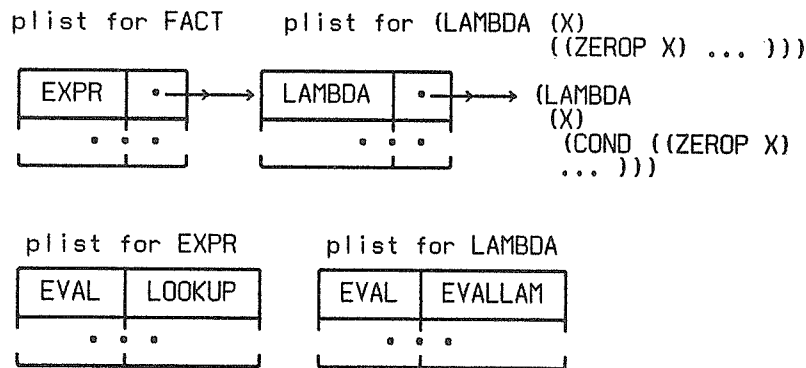 plist for FACT plist for (LAMBDA (X)
((ZEROP X) ... )))
EXPR LAMBDA (LAMBDA
(X)
(COND ((ZEROP X)
... )))
plist for EXPR plist for LAMBDA
EVAL LOOKUP EVAL EVALLAM